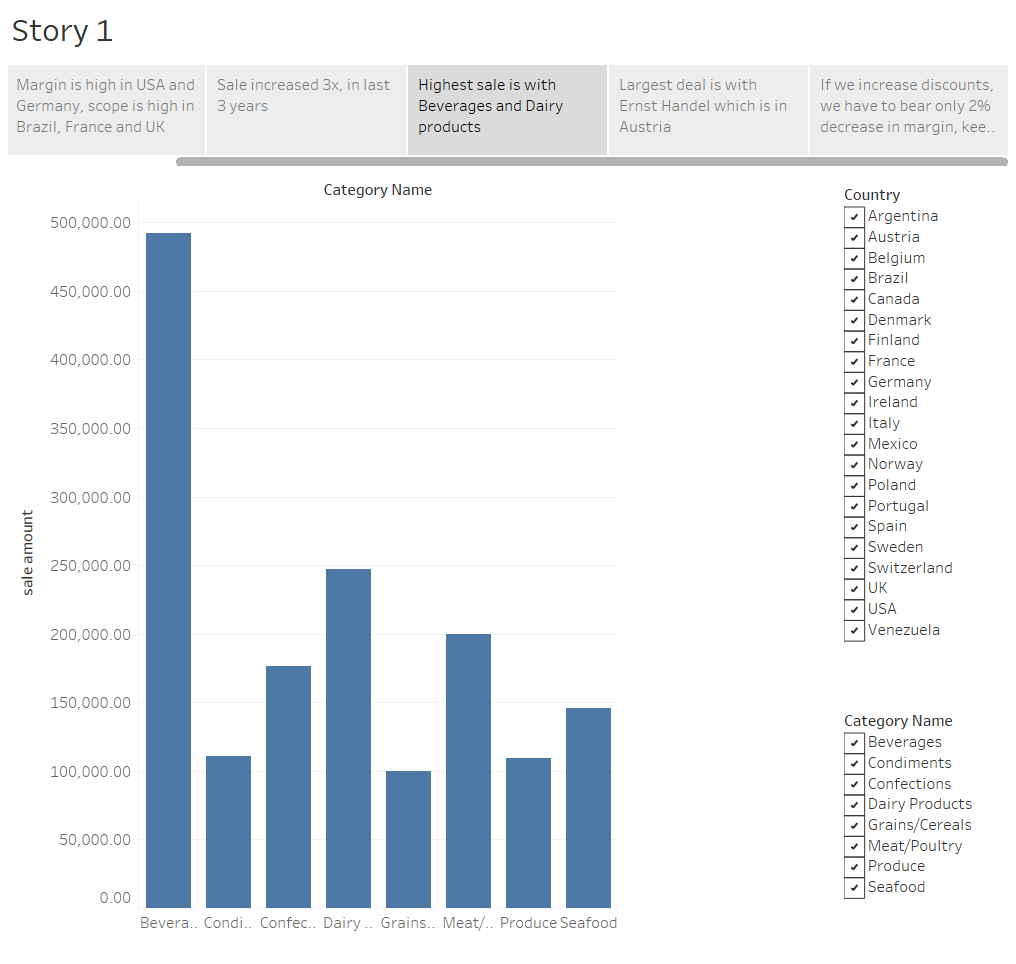 Story 1
Margin is high in USA and
Germany, scope is high in
Brazil, France and UK
Sale increased 3x, in last
3 years
Highest sale is with
Beverages and Dairy
products
Largest deal is with
Ernst Handel which is in
Austria
If we increase discounts,
we have to bear only 2%
decrease in margin, kee..
Category Name
500,000.00
450,000.00
400,000.00
350,000.00
300,000.00
250,000.00
200,000.00
150,000.00
100,000.00
50,000.00
0.00
sale amount
Bevera..
Condi..
Confec..
Dairy ..
Grains..
Meat/..
Produce
Seafood
Country
Argentina
Austria
Belgium
Brazil
Canada
Denmark
Finland
France
Germany
Ireland
Italy
Mexico
Norway
Poland
Portugal
Spain
Sweden
Switzerland
UK
USA
Venezuela
Category Name
Beverages
Condiments
Confections
Dairy Products
Grains/Cereals
Meat/Poultry
Produce
Seafood